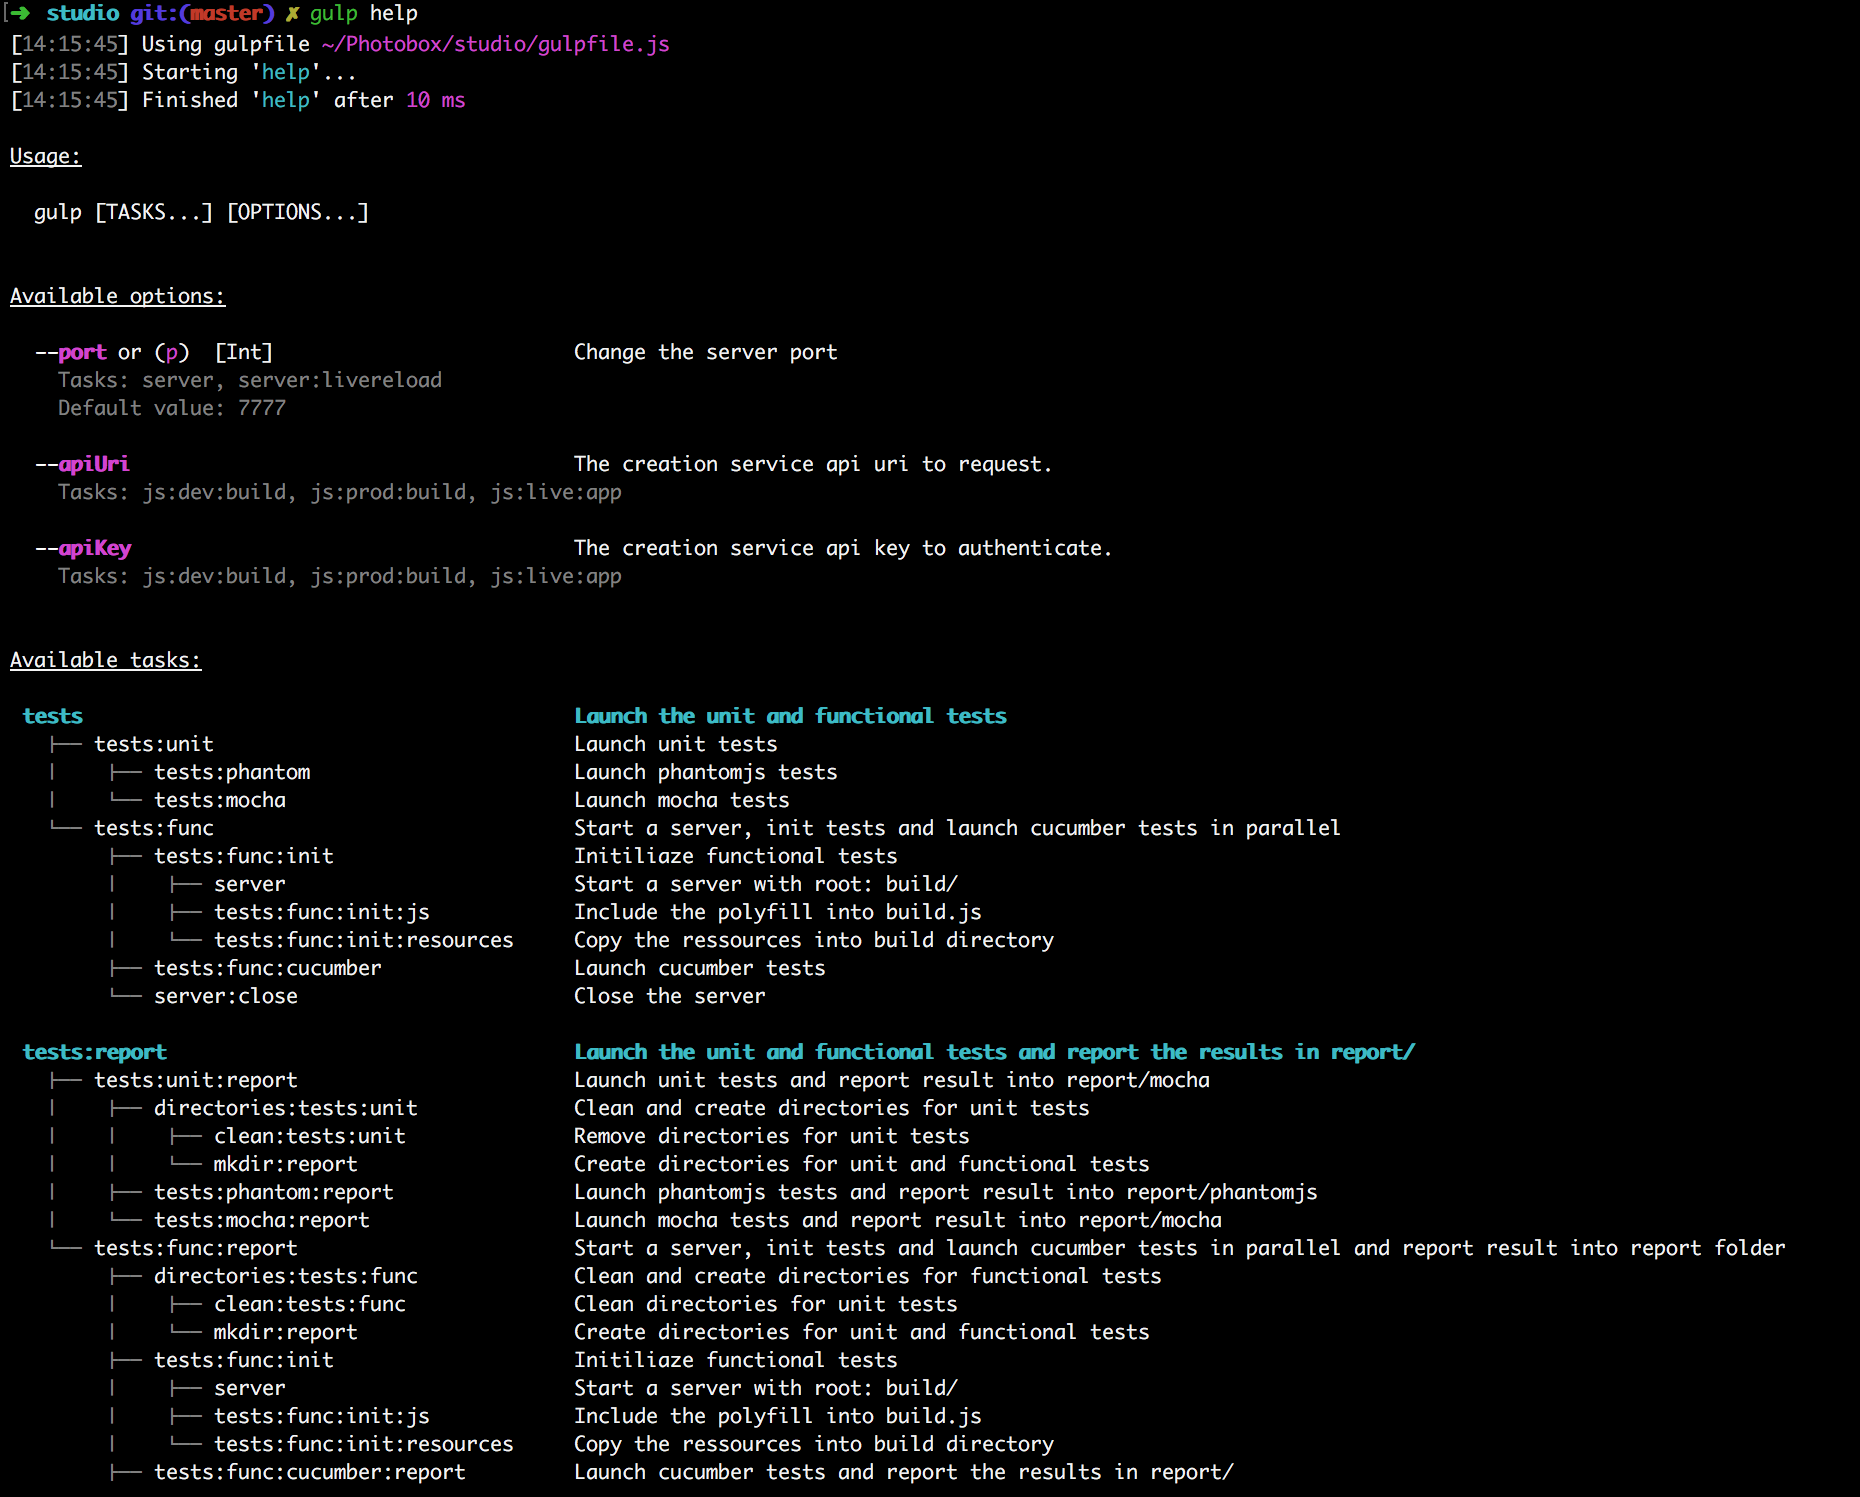 ➜ studio git:(master) ✗ gulp help
[14:15:45] Using gulpfile ~/Photobox/studio/gulpfile.js
[14:15:45] Starting 'help'...
[14:15:45] Finished 'help' after 10 ms
Usage:
gulp [TASKS...] [OPTIONS...]
Available options:
--port or (p) [Int] Change the server port
Tasks: server, server:livereload
Default value: 7777
--apiUri The creation service api uri to request.
Tasks: js:dev:build, js:prod:build, js:live:app
--apiKey The creation service api key to authenticate.
Tasks: js:dev:build, js:prod:build, js:live:app
Available tasks:
tests Launch the unit and functional tests
├── tests:unit Launch unit tests
│ ├── tests:phantom Launch phantomjs tests
│ └── tests:mocha Launch mocha tests
└── tests:func Start a server, init tests and launch cucumber tests in parallel
├── tests:func:init Initiliaze functional tests
│ ├── server Start a server with root: build/
│ ├── tests:func:init:js Include the polyfill into build.js
│ └── tests:func:init:resources Copy the ressources into build directory
├── tests:func:cucumber Launch cucumber tests
└── server:close Close the server
tests:report Launch the unit and functional tests and report the results in report/
├── tests:unit:report Launch unit tests and report result into report/mocha
│ ├── directories:tests:unit Clean and create directories for unit tests
│ │ ├── clean:tests:unit Remove directories for unit tests
│ │ └── mkdir:report Create directories for unit and functional tests
│ ├── tests:phantom:report Launch phantomjs tests and report result into report/phantomjs
│ └── tests:mocha:report Launch mocha tests and report result into report/mocha
└── tests:func:report Start a server, init tests and launch cucumber tests in parallel and report result into report folder
├── directories:tests:func Clean and create directories for functional tests
│ ├── clean:tests:func Clean directories for unit tests
│ └── mkdir:report Create directories for unit and functional tests
├── tests:func:init Initiliaze functional tests
│ ├── server Start a server with root: build/
│ ├── tests:func:init:js Include the polyfill into build.js
│ └── tests:func:init:resources Copy the ressources into build directory
├── tests:func:cucumber:report Launch cucumber tests and report the results in report/